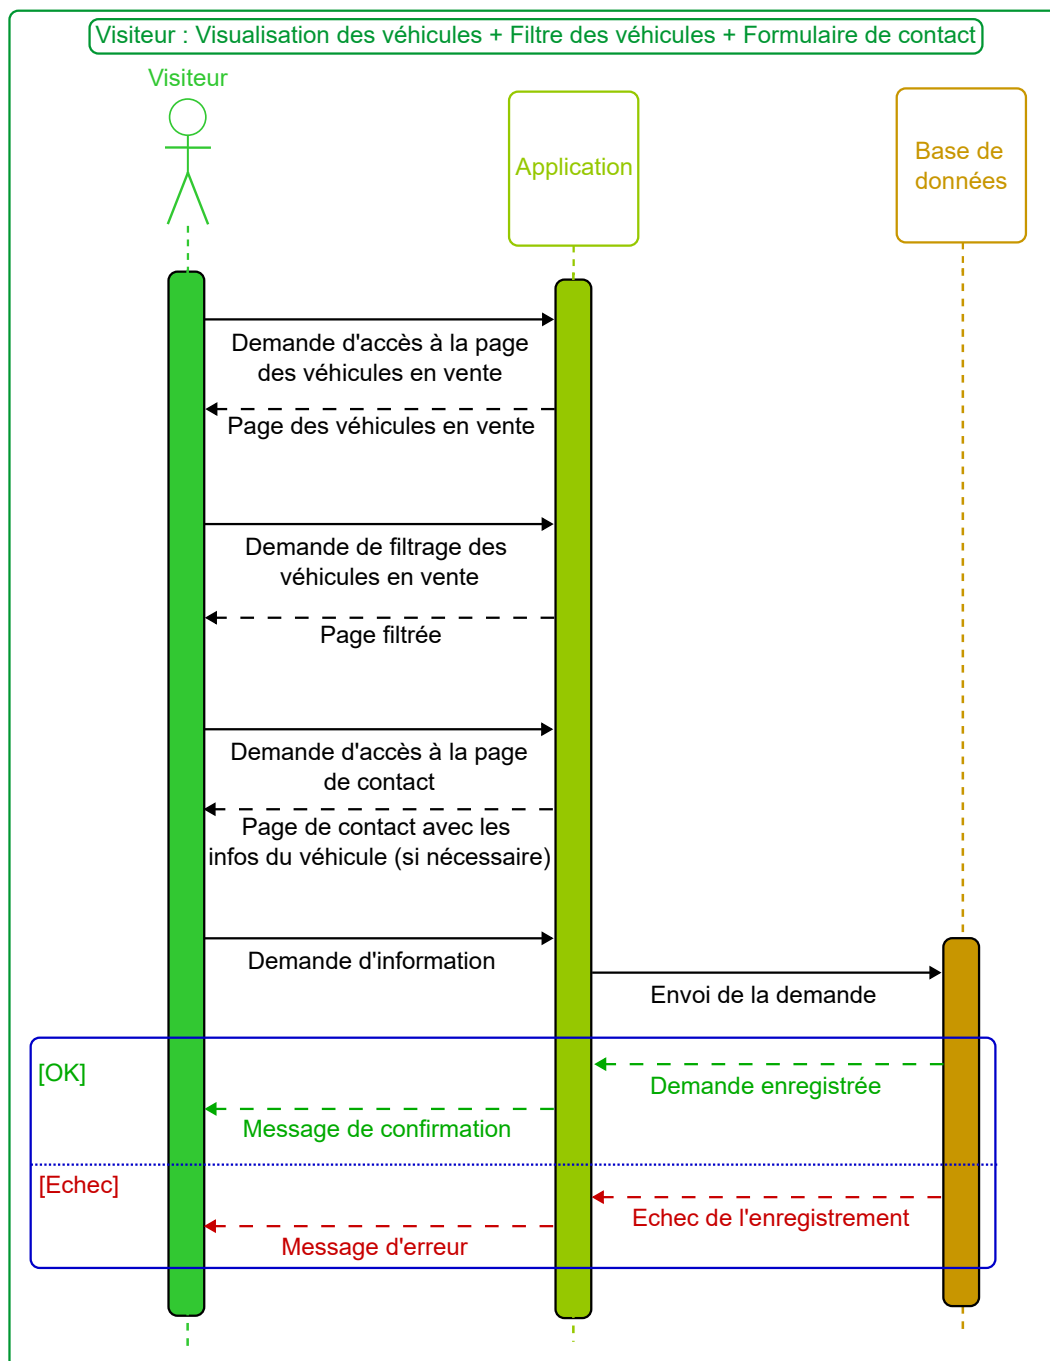 Visiteur : Visualisation des véhicules + Filtre des véhicules + Formulaire de contact
Visiteur
Application
Base de
données
Demande d'accès à la page
des véhicules en vente
Page des véhicules en vente
Demande de filtrage des
véhicules en vente
Page filtrée
Demande d'accès à la page
de contact
Page de contact avec les
infos du véhicule (si nécessaire)
Demande d'information
Envoi de la demande
[OK]
Demande enregistrée
Message de confirmation
[Echec]
Echec de l'enregistrement
Message d'erreur